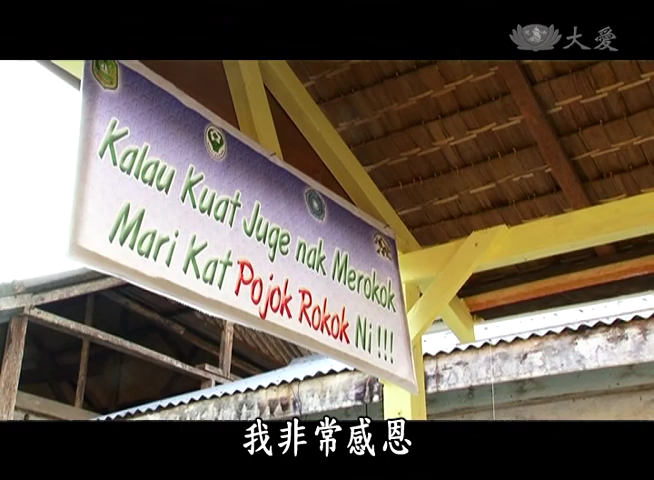 大愛
Kalau Kuat Juge nak Merokok
Mari Kat Pojok Rokok Ni !!!
我非常感恩